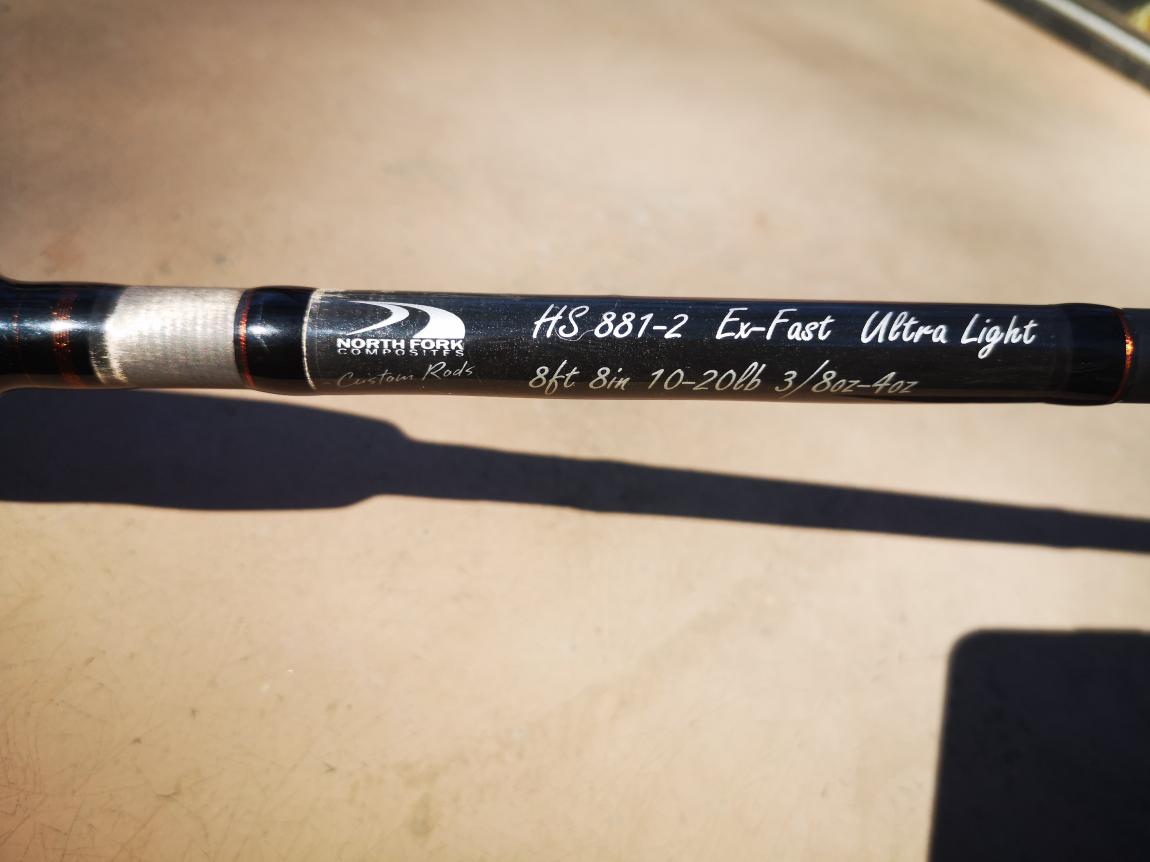 NORTH FORK
COMPOSITES
Custom Rods
HS 881-2 Ex-Fast Ultra Light
8ft 8in 10-20lb 3/8oz-4oz